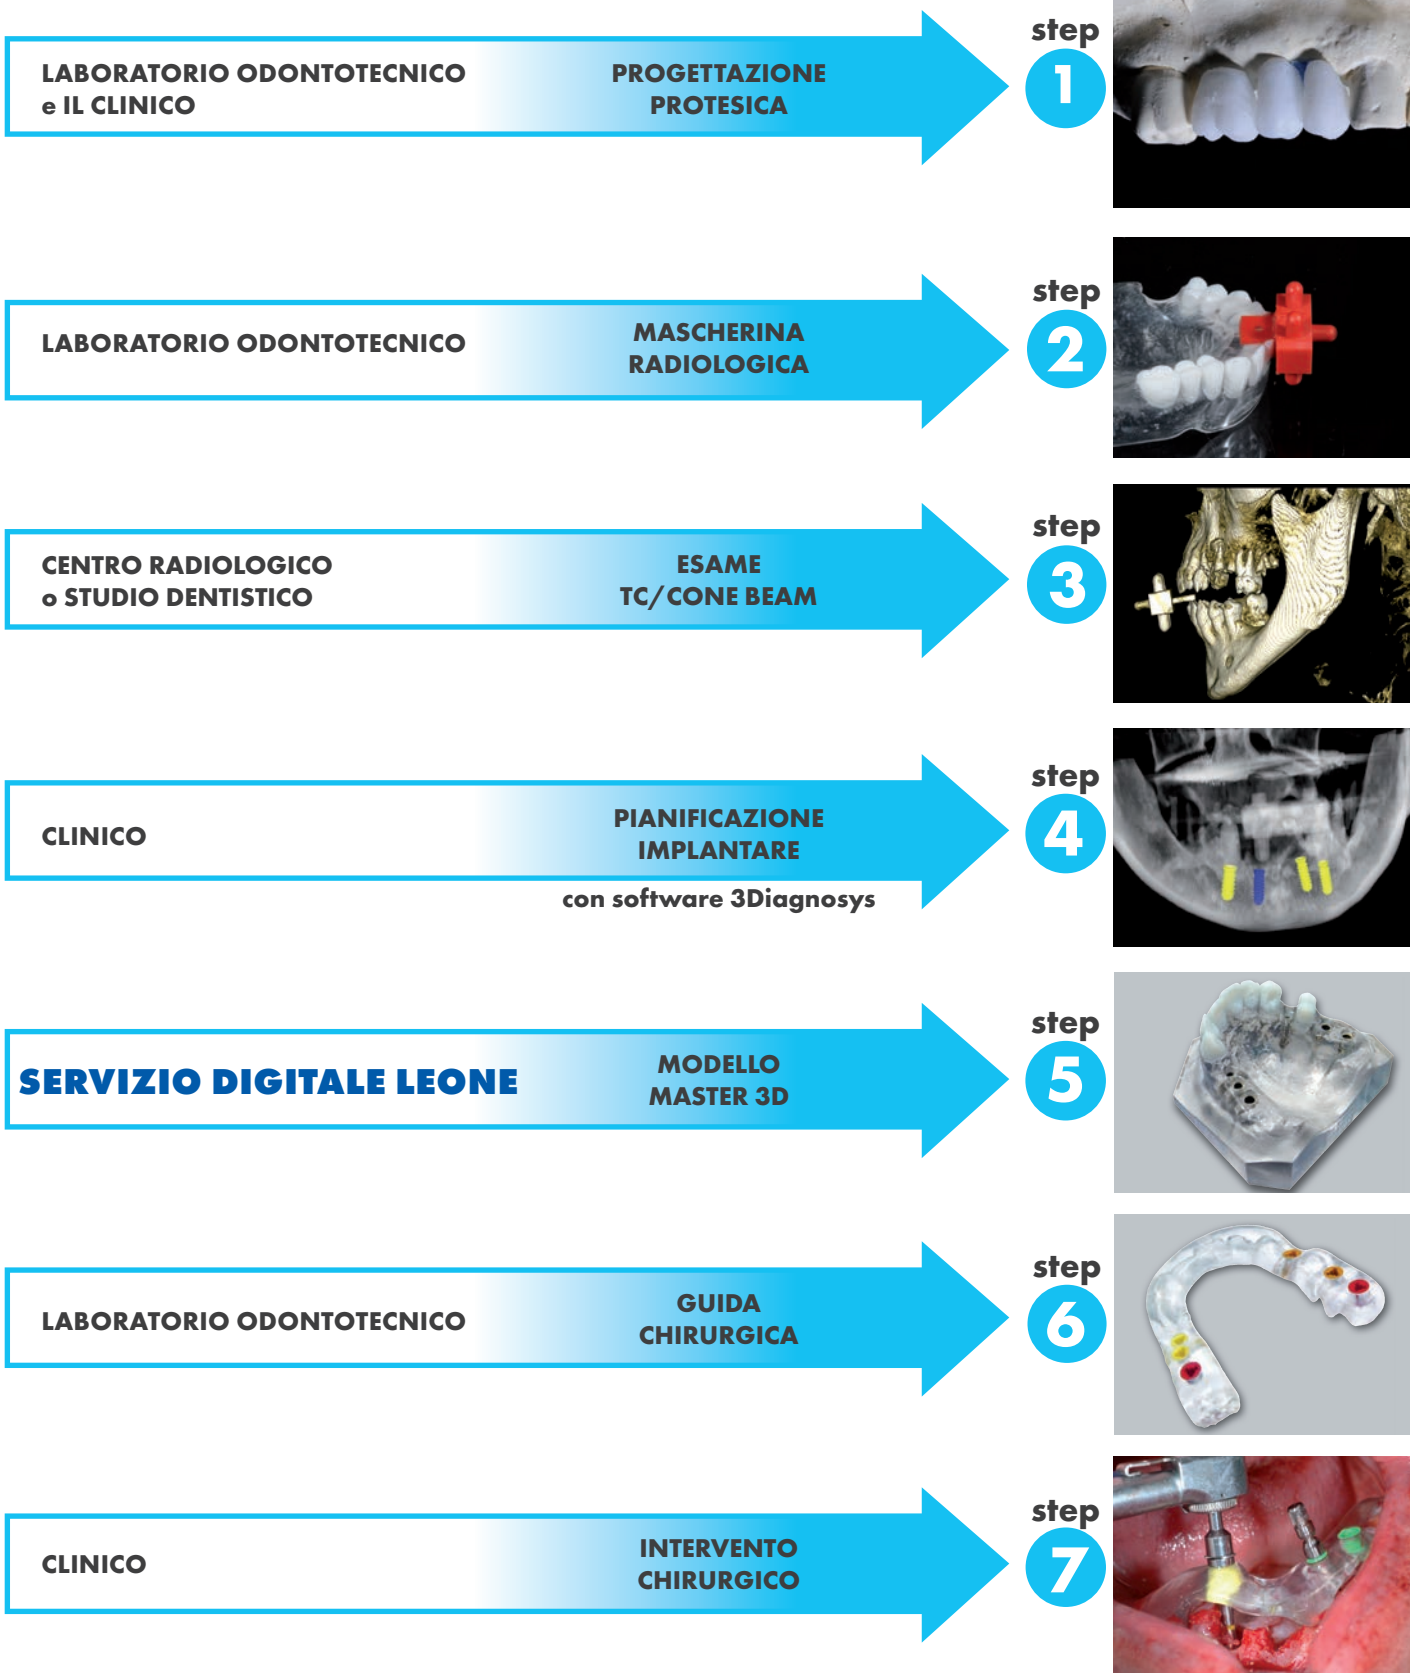 LABORATORIO ODONTOTECNICO
e IL CLINICO
PROGETTAZIONE
PROTESICA
step
1
LABORATORIO ODONTOTECNICO
MASCHERINA
RADIOLOGICA
step
2
CENTRO RADIOLOGICO
o STUDIO DENTISTICO
ESAME
TC/CONE BEAM
step
3
CLINICO
PIANIFICAZIONE
IMPLANTARE
con software 3Diagnosys
step
4
SERVIZIO DIGITALE LEONE
MODELLO
MASTER 3D
step
5
LABORATORIO ODONTOTECNICO
GUIDA
CHIRURGICA
step
6
CLINICO
INTERVENTO
CHIRURGICO
step
7